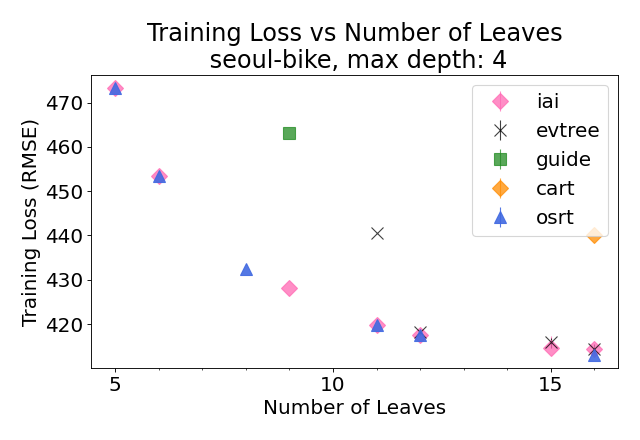 Training Loss vs Number of Leaves
seoul-bike, max depth: 4
Training Loss (RMSE)
470
460
450
440
430
420
iai
evtree
guide
cart
osrt
5
10
15
Number of Leaves